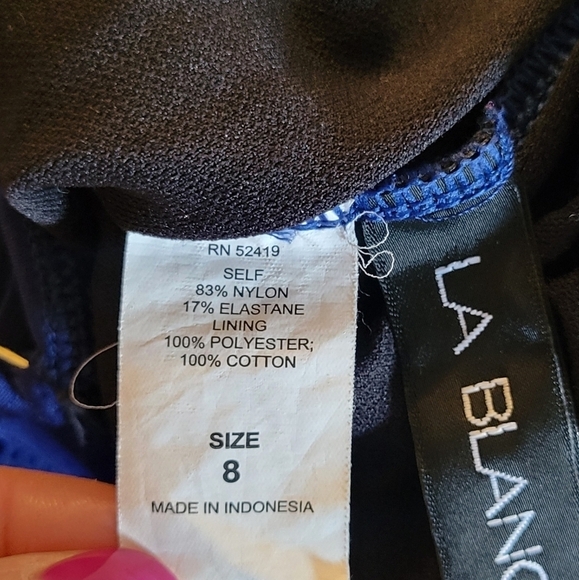 RN 52419
SELF
83% NYLON
17% ELASTANE
LINING
100% POLYESTER;
100% COTTON
SIZE
8
MADE IN INDONESIA
LA BLANC